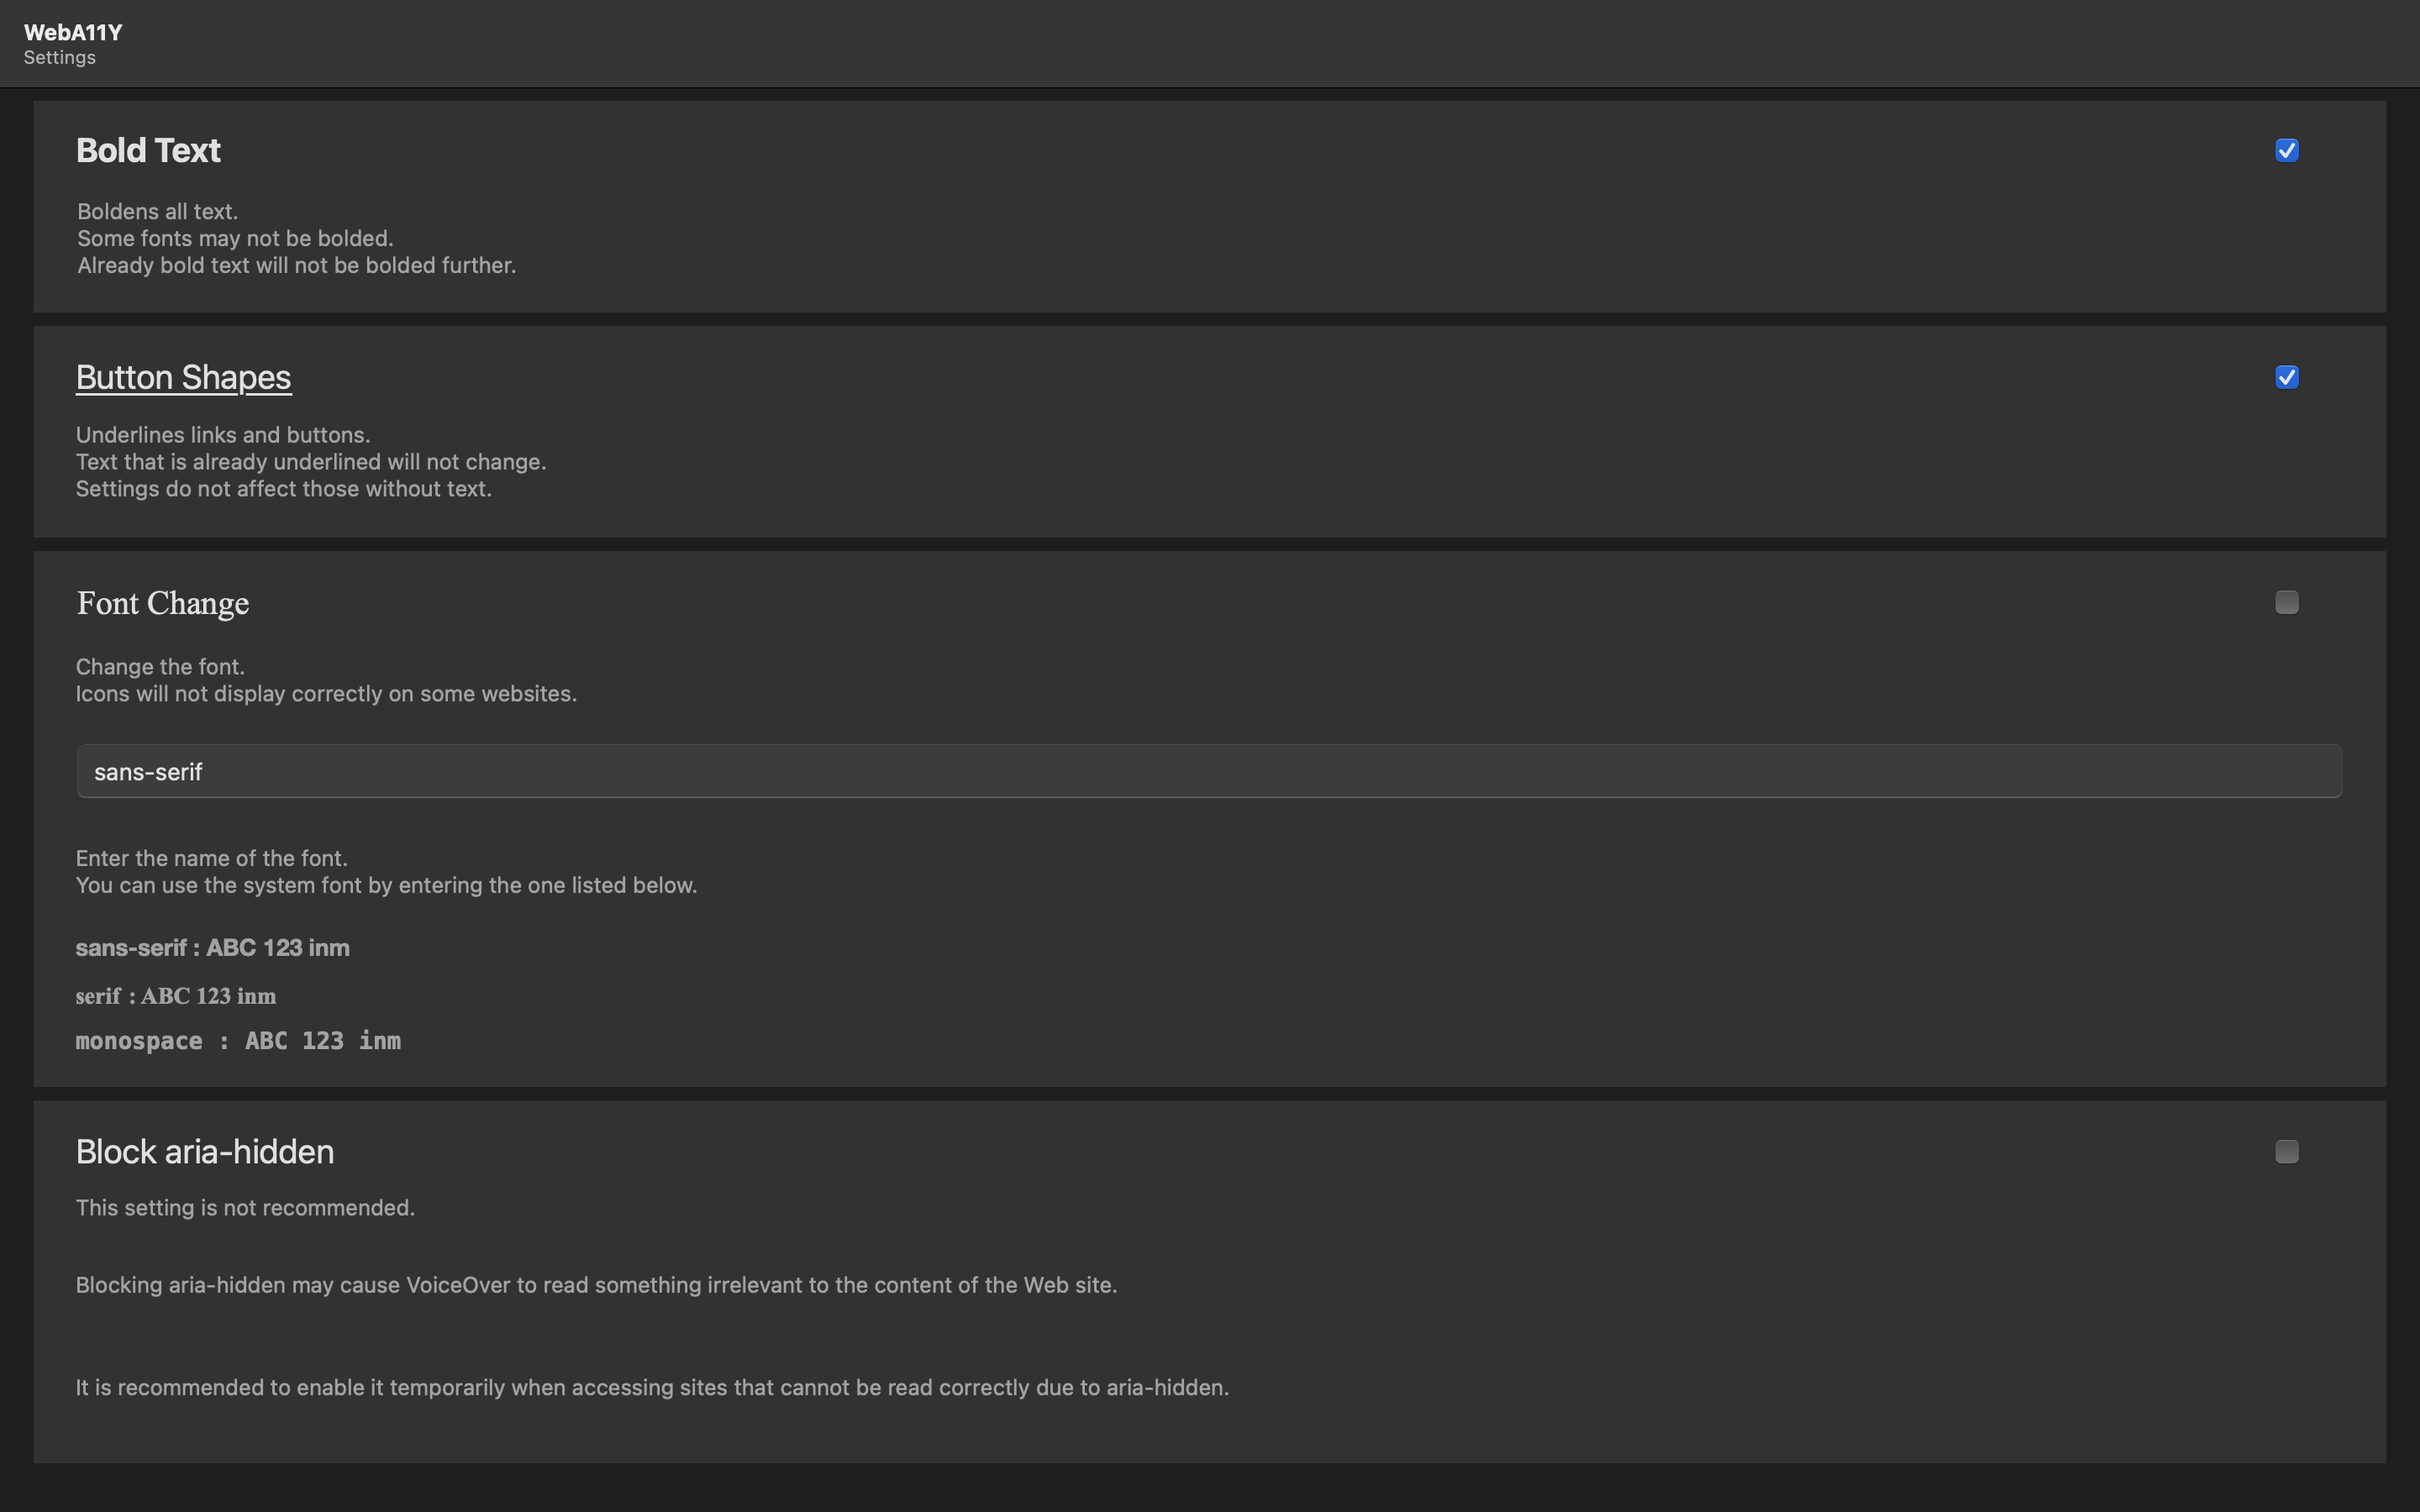 WebA11Y
Settings
Bold Text
Boldens all text.
Some fonts may not be bolded.
Already bold text will not be bolded further.
Button Shapes
Underlines links and buttons.
Text that is already underlined will not change.
Settings do not affect those without text.
Font Change
Change the font.
Icons will not display correctly on some websites.
sans-serif
Enter the name of the font.
You can use the system font by entering the one listed below.
sans-serif : ABC 123 inm
serif : ABC 123 inm
monospace : ABC 123 inm
Block aria-hidden
This setting is not recommended.
Blocking aria-hidden may cause VoiceOver to read something irrelevant to the content of the Web site.
It is recommended to enable it temporarily when accessing sites that cannot be read correctly due to aria-hidden.